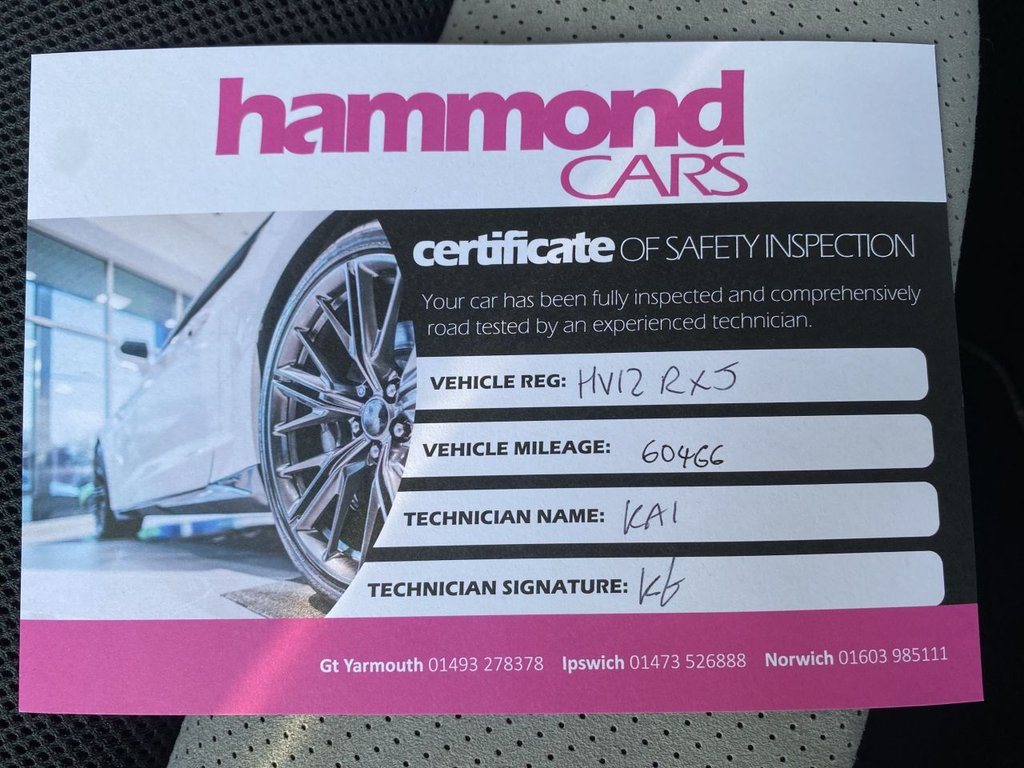 hammond
CARS
certificate OF SAFETY INSPECTION
Your car has been fully inspected and comprehensively
road tested by an experienced technician.
VEHICLE REG: HV12 RXJ
VEHICLE MILEAGE: 60466
TECHNICIAN NAME: KAI
TECHNICIAN SIGNATURE:
Gt Yarmouth 01493 278378 Ipswich 01473 526888 Norwich 01603 985111